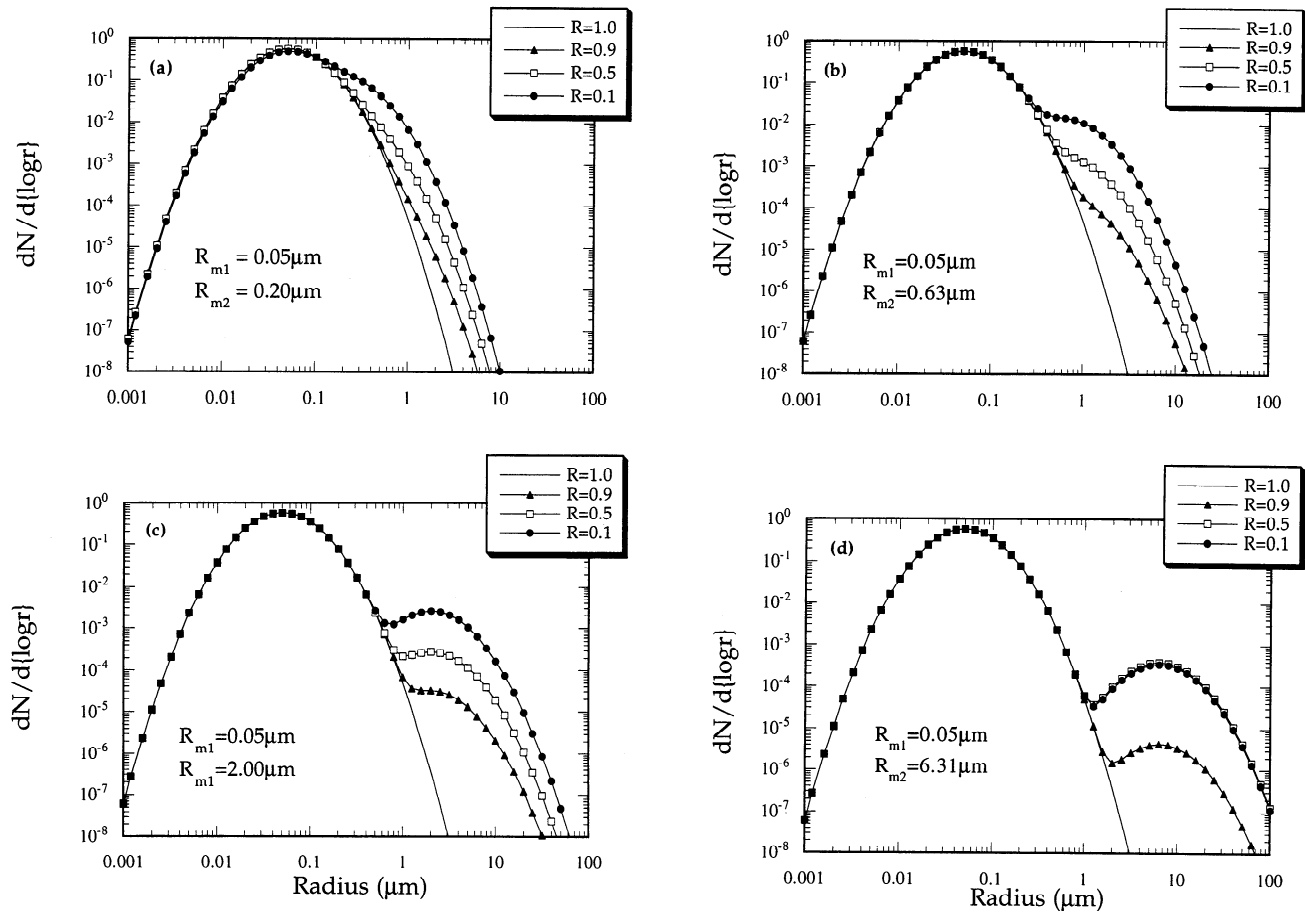 R=1.0
R=0.9
R=0.5
R=0.1
(a)
dN/d{logr}
10^0
10^-1
10^-2
10^-3
10^-4
10^-5
10^-6
10^-7
10^-8
R_m1 = 0.05µm
R_m2 = 0.20µm
0.001 0.01 0.1 1 10 100
R=1.0
R=0.9
R=0.5
R=0.1
(b)
dN/d{logr}
10^0
10^-1
10^-2
10^-3
10^-4
10^-5
10^-6
10^-7
10^-8
R_m1=0.05µm
R_m2=0.63µm
0.001 0.01 0.1 1 10 100
R=1.0
R=0.9
R=0.5
R=0.1
(c)
dN/d{logr}
10^0
10^-1
10^-2
10^-3
10^-4
10^-5
10^-6
10^-7
10^-8
R_m1=0.05µm
R_m1=2.00µm
0.001 0.01 0.1 1 10 100
Radius (µm)
R=1.0
R=0.9
R=0.5
R=0.1
(d)
dN/d{logr}
10^0
10^-1
10^-2
10^-3
10^-4
10^-5
10^-6
10^-7
10^-8
R_m1=0.05µm
R_m2=6.31µm
0.001 0.01 0.1 1 10 100
Radius (µm)